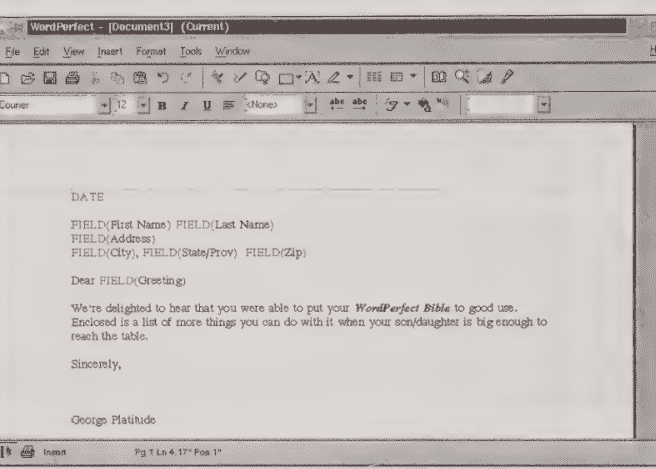 WordPerfect - [Document3] (Current)
File Edit View Insert Format Tools Window H
Courier 12 B I U <None> abc abc
DATE
FIELD(First Name) FIELD(Last Name)
FIELD(Address)
FIELD(City), FIELD(State/Prov) FIELD(Zip)
Dear FIELD(Greeting)
We're delighted to hear that you were able to put your WordPerfect Bible to good use.
Enclosed is a list of more things you can do with it when your son/daughter is big enough to
reach the table.
Sincerely,
George Platitude
Insert Pg 1 Ln 4.17" Pos 1"